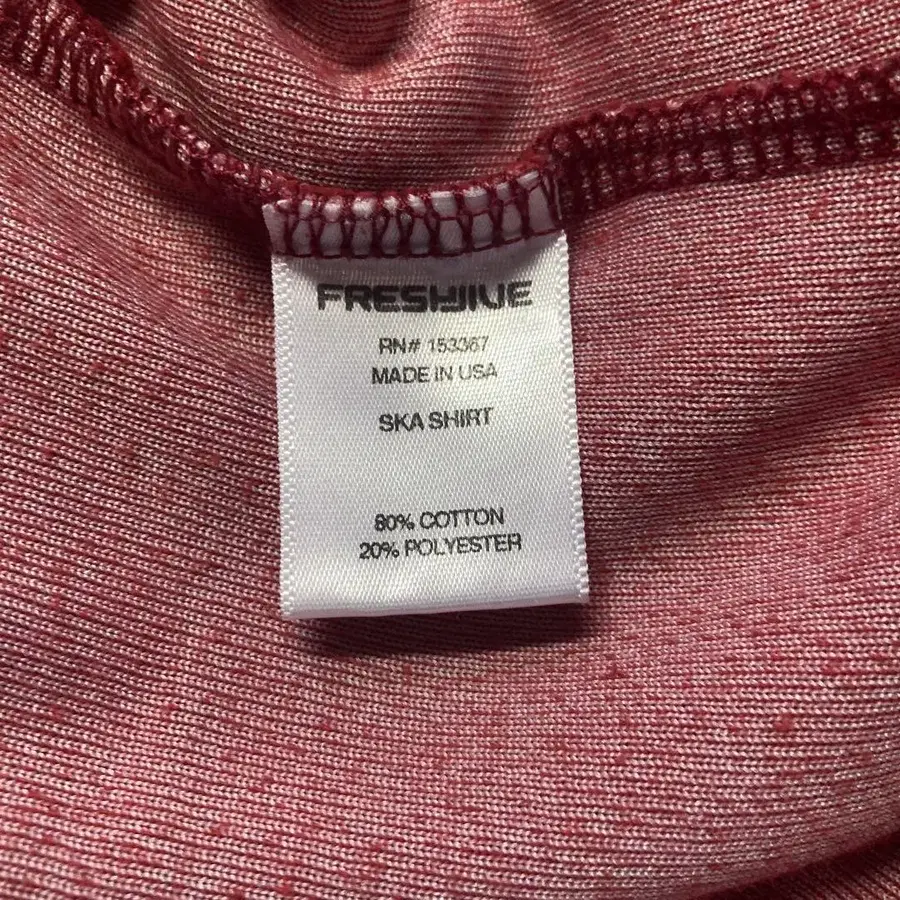 FRESHJIVE
RN# 153367
MADE IN USA
SKA SHIRT
80% COTTON
20% POLYESTER